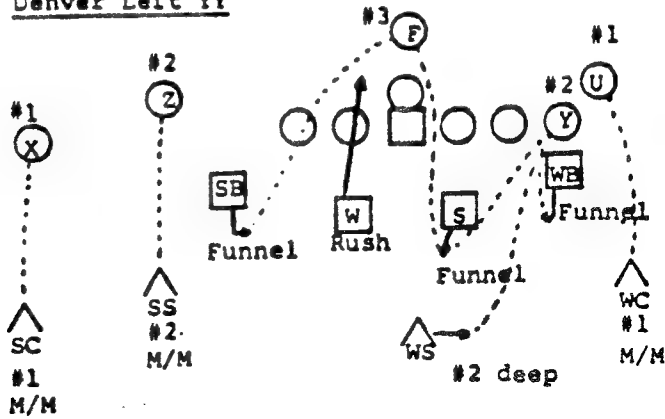 Denver Left
#3
F
#1
#2
#2
U
Z
#1
Y
X
SB
WB
W
S
Funnel
Funnel
Rush
Funnel
SS
#2
M/M
SC
#1
M/M
WS
#2 deep
WC
#1
M/M